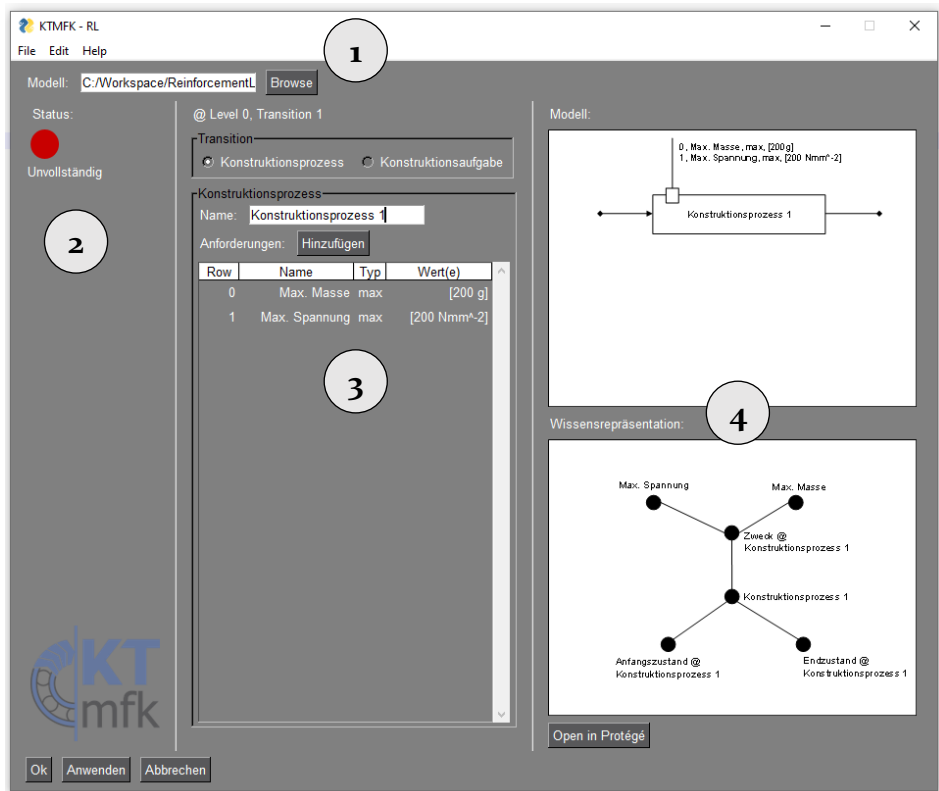 KTMFK - RL
File Edit Help
1
Modell: C:/Workspace/ReinforcementL Browse
Status:
Unvollständig
2
@ Level 0, Transition 1
Transition
Konstruktionsprozess Konstruktionsaufgabe
Konstruktionsprozess
Name: Konstruktionsprozess 1
Anforderungen: Hinzufügen
Row Name Typ Wert(e)
0 Max. Masse max [200 g]
1 Max. Spannung max [200 Nmm^-2]
3
Modell:
0, Max. Masse, max, [200g]
1, Max. Spannung, max, [200 Nmm^-2]
Konstruktionsprozess 1
4
Wissensrepräsentation:
Max. Spannung
Max. Masse
Zweck @
Konstruktionsprozess 1
Konstruktionsprozess 1
Anfangszustand @
Konstruktionsprozess 1
Endzustand @
Konstruktionsprozess 1
Open in Protégé
KT
mfk
Ok Anwenden Abbrechen